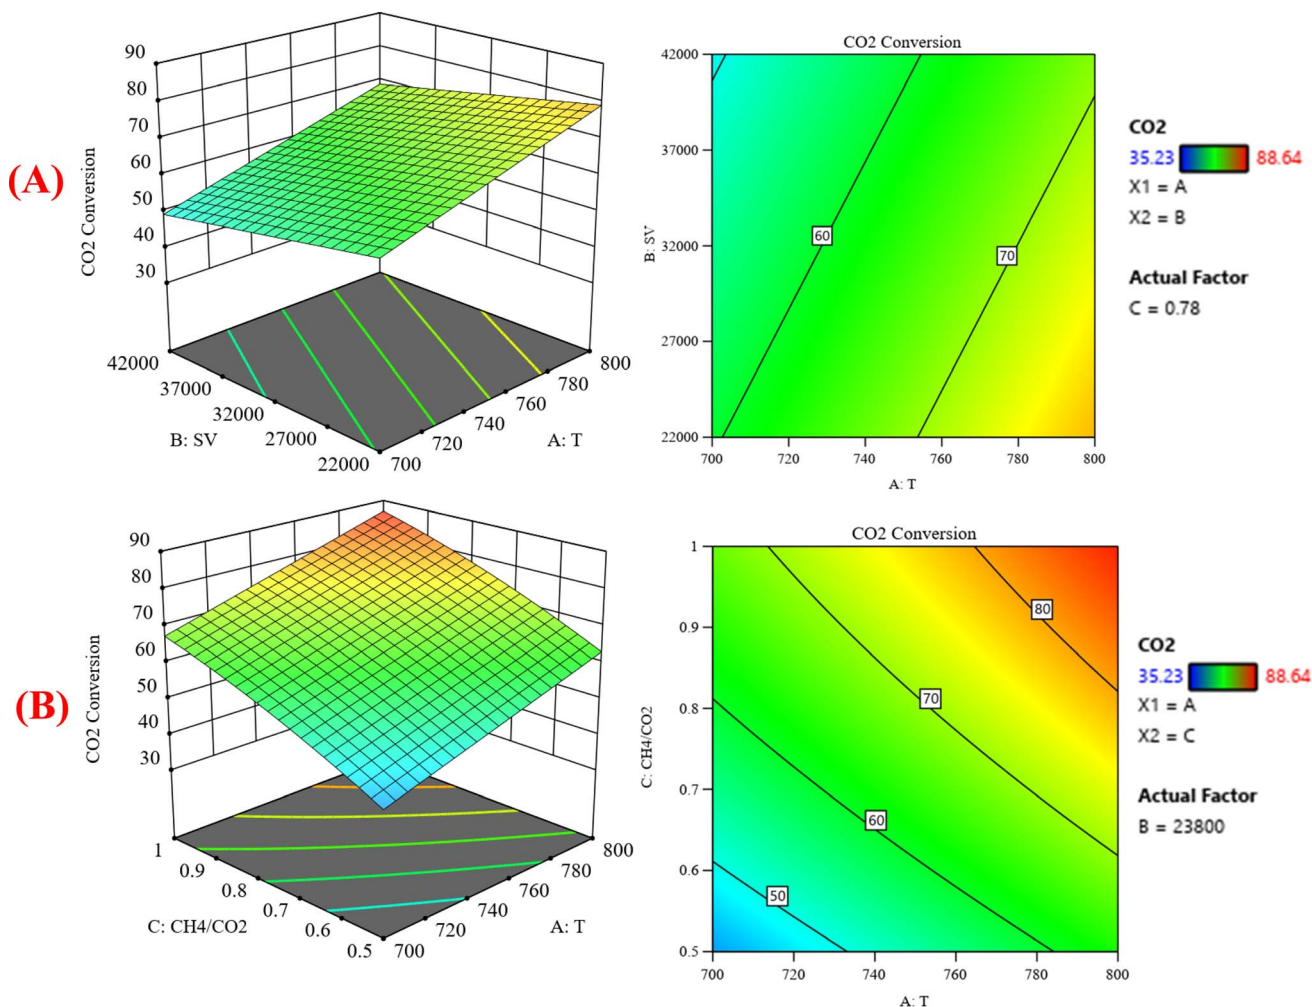 (A)
90
80
70
60
50
40
30
CO2 Conversion
42000
37000
32000
27000
22000
B: SV
700
720
740
760
780
800
A: T
CO2 Conversion
42000
37000
32000
27000
22000
B: SV
60
70
700
720
740
760
780
800
A: T
CO2
35.23 88.64
X1 = A
X2 = B
Actual Factor
C = 0.78
(B)
90
80
70
60
50
40
30
CO2 Conversion
1
0.9
0.8
0.7
0.6
0.5
C: CH4/CO2
700
720
740
760
780
800
A: T
CO2 Conversion
1
0.9
0.8
0.7
0.6
0.5
C: CH4/CO2
80
70
60
50
700
720
740
760
780
800
A: T
CO2
35.23 88.64
X1 = A
X2 = C
Actual Factor
B = 23800